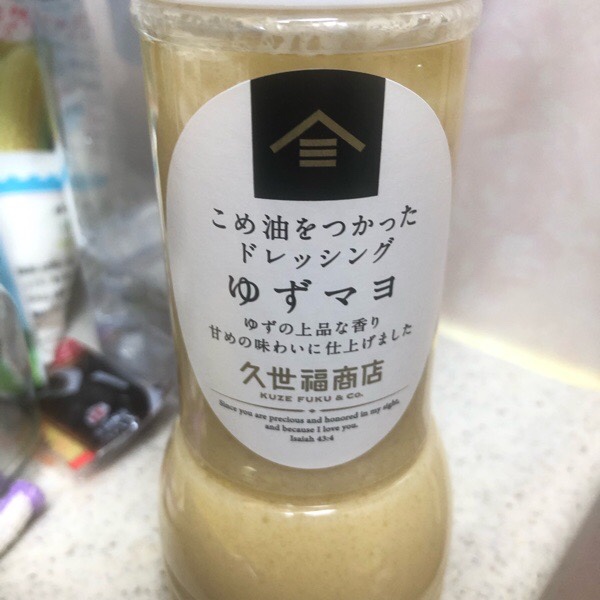 こめ油をつかった
ドレッシング
ゆずマヨ
ゆずの上品な香り
甘めの味わいに仕上げました
久世福商店
KUZE FUKU & Co.
Since you are precious and honored in my sight,
and because I love you.
Isaiah 43:4